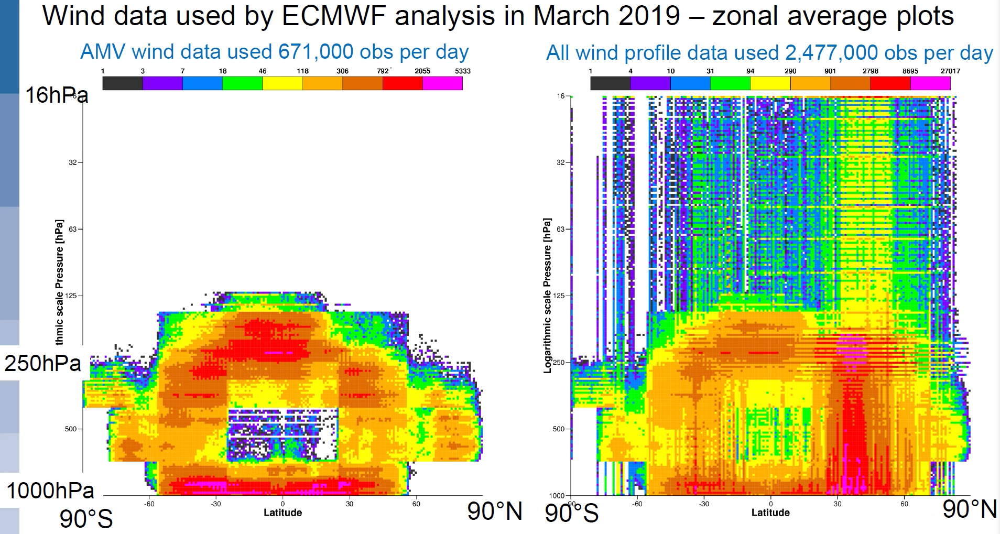 Wind data used by ECMWF analysis in March 2019 – zonal average plots
AMV wind data used 671,000 obs per day
All wind profile data used 2,477,000 obs per day
1 3 7 18 46 118 306 792 2055 5333
1 4 10 31 94 290 901 2798 8695 27017
16hPa
16
32
63
125
250hPa
500
1000hPa
thmic scale Pressure [hPa]
-60 -30 0 30 60
Latitude
90°S
90°N
16
32
63
125
250
500
1000
Logarithmic scale Pressure [hPa]
-90 -60 -30 0 30 60
Latitude
90°S
90°N